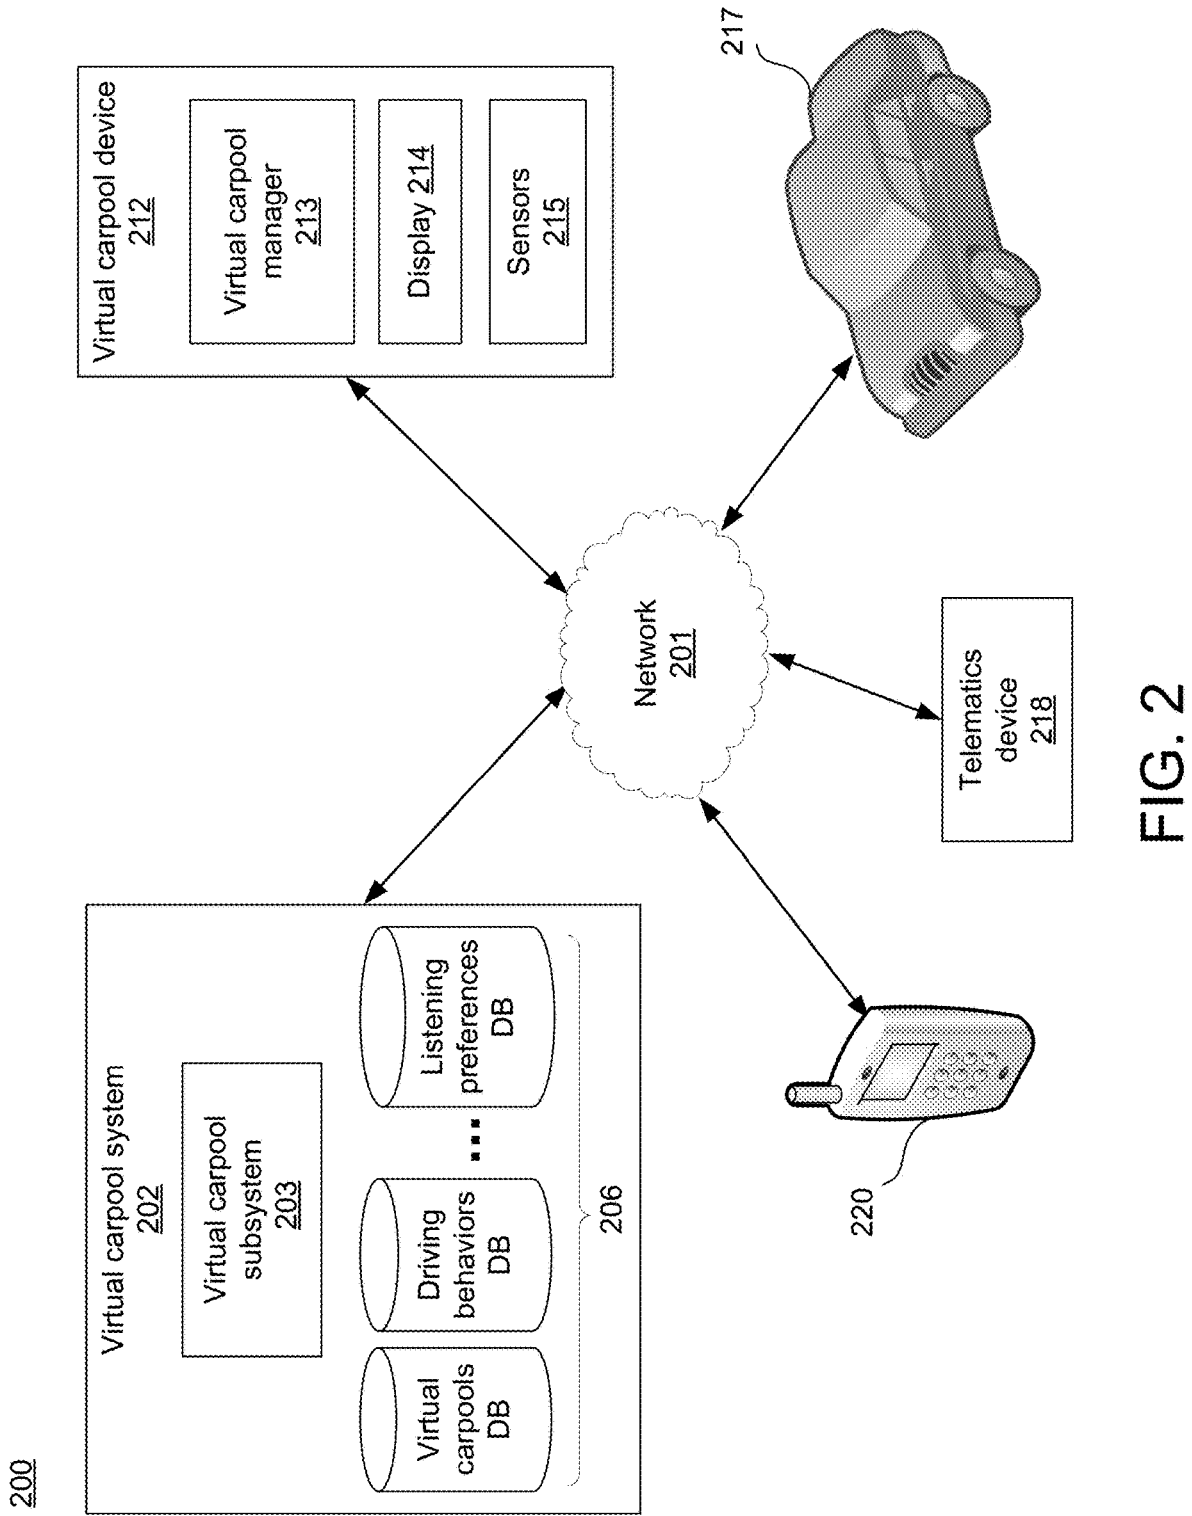 200
Virtual carpool system
202
Virtual carpool
subsystem
203
Virtual
carpools
DB
Driving
behaviors
DB
...
Listening
preferences
DB
206
Virtual carpool device
212
Virtual carpool
manager
213
Display 214
Sensors
215
Network
201
220
Telematics
device
218
217
FIG. 2